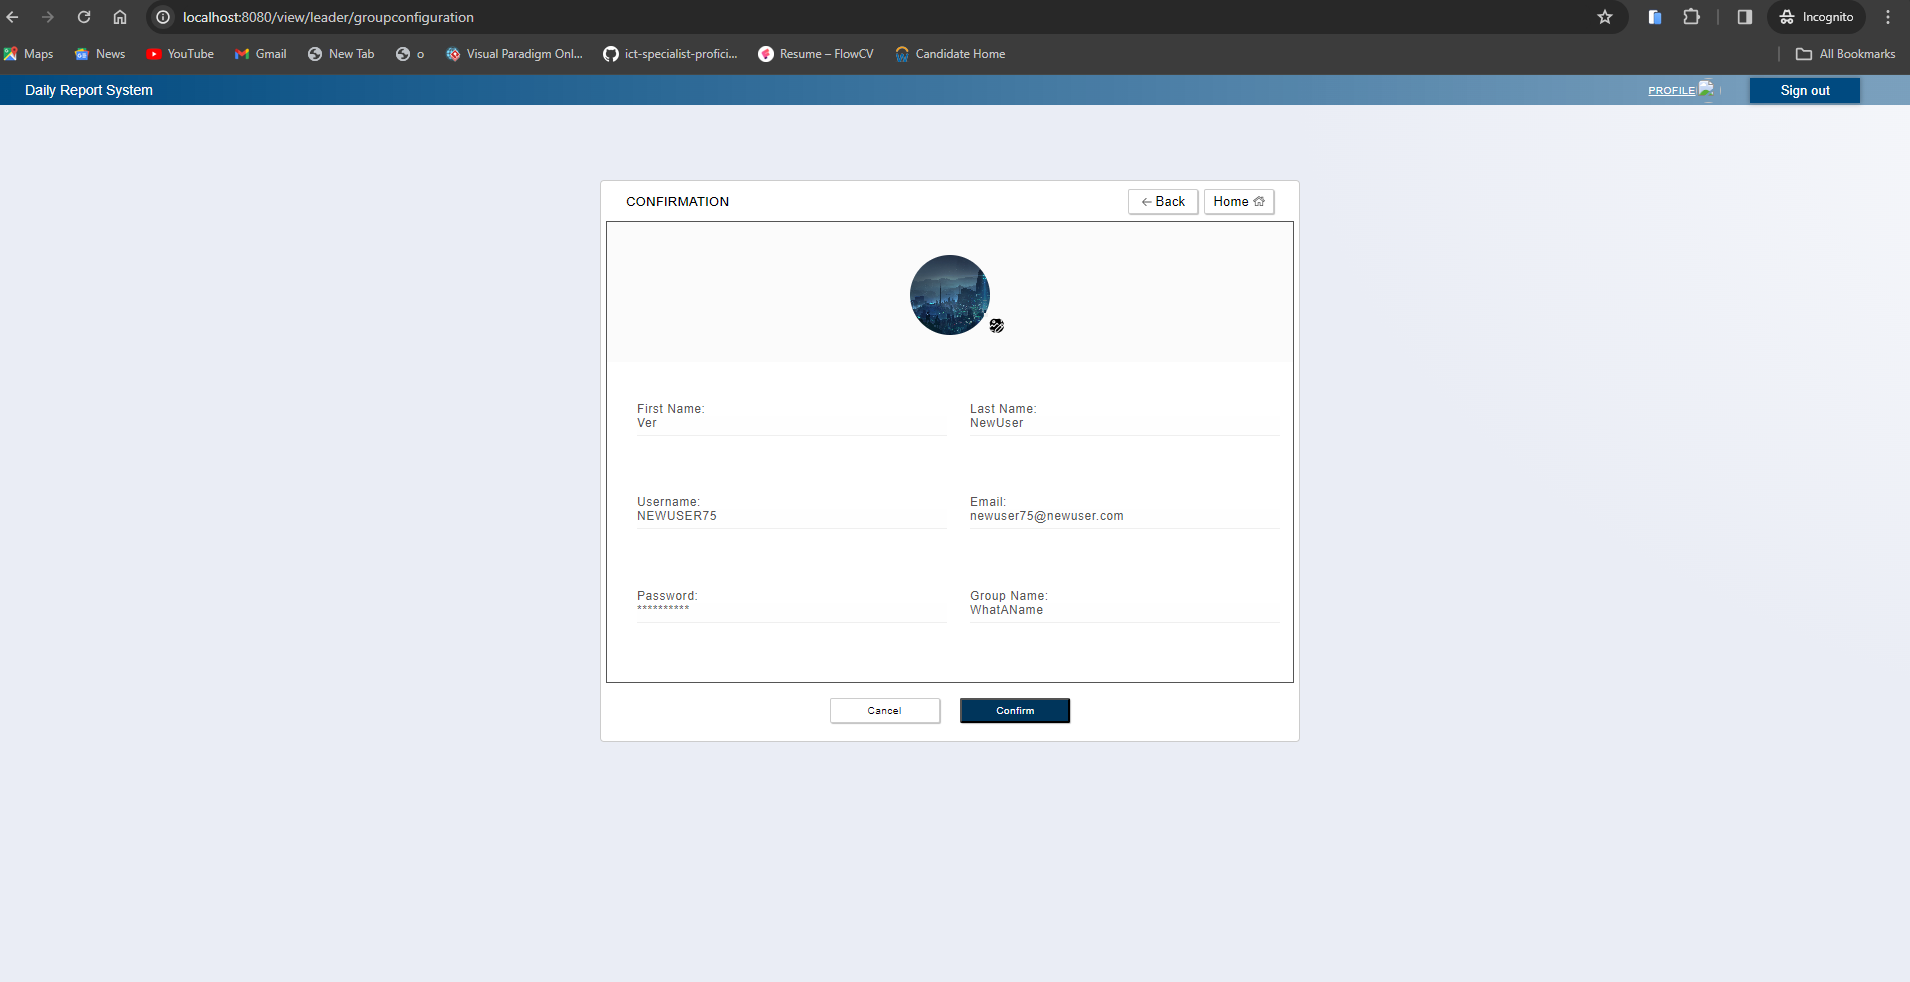 localhost:8080/view/leader/groupconfiguration
Incognito
Maps News YouTube Gmail New Tab o Visual Paradigm Onl... ict-specialist-profici... Resume – FlowCV Candidate Home All Bookmarks
Daily Report System PROFILE Sign out
CONFIRMATION Back Home
First Name: Last Name:
Ver NewUser
Username: Email:
NEWUSER75 newuser75@newuser.com
Password: Group Name:
********** WhatAName
Cancel Confirm